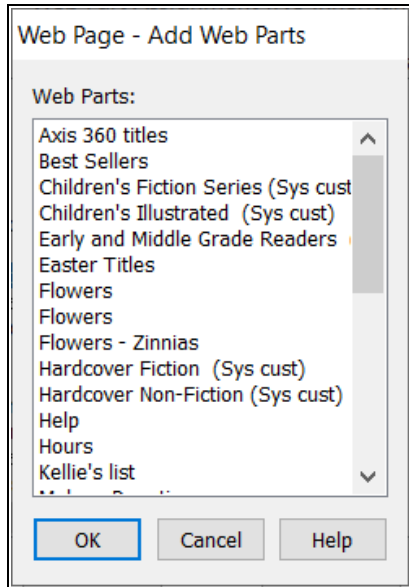 Web Page - Add Web Parts
Web Parts:
Axis 360 titles
Best Sellers
Children's Fiction Series (Sys cust
Children's Illustrated (Sys cust)
Early and Middle Grade Readers (
Easter Titles
Flowers
Flowers
Flowers - Zinnias
Hardcover Fiction (Sys cust)
Hardcover Non-Fiction (Sys cust)
Help
Hours
Kellie's list
OK Cancel Help